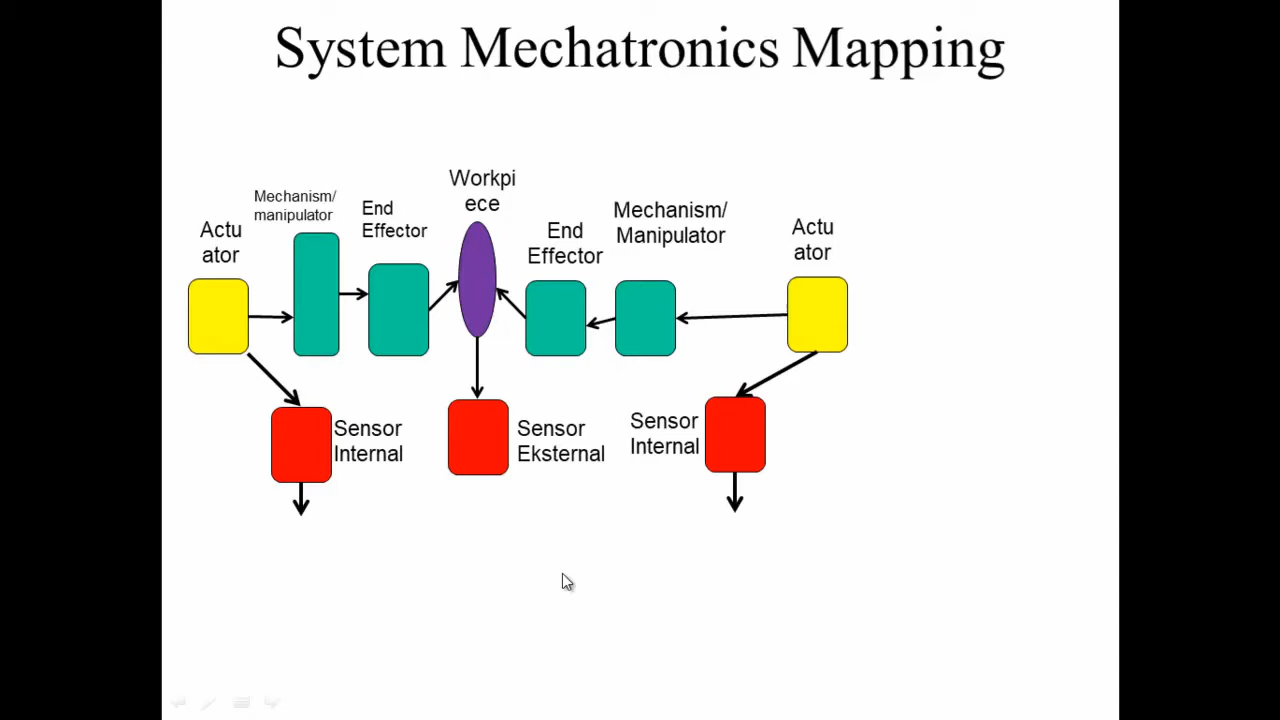 System Mechatronics Mapping
Workpi
ece
Mechanism/
manipulator
End
Effector
Mechanism/
Manipulator
Actu
ator
End
Effector
Actu
ator
Sensor
Internal
Sensor
Eksternal
Sensor
Internal